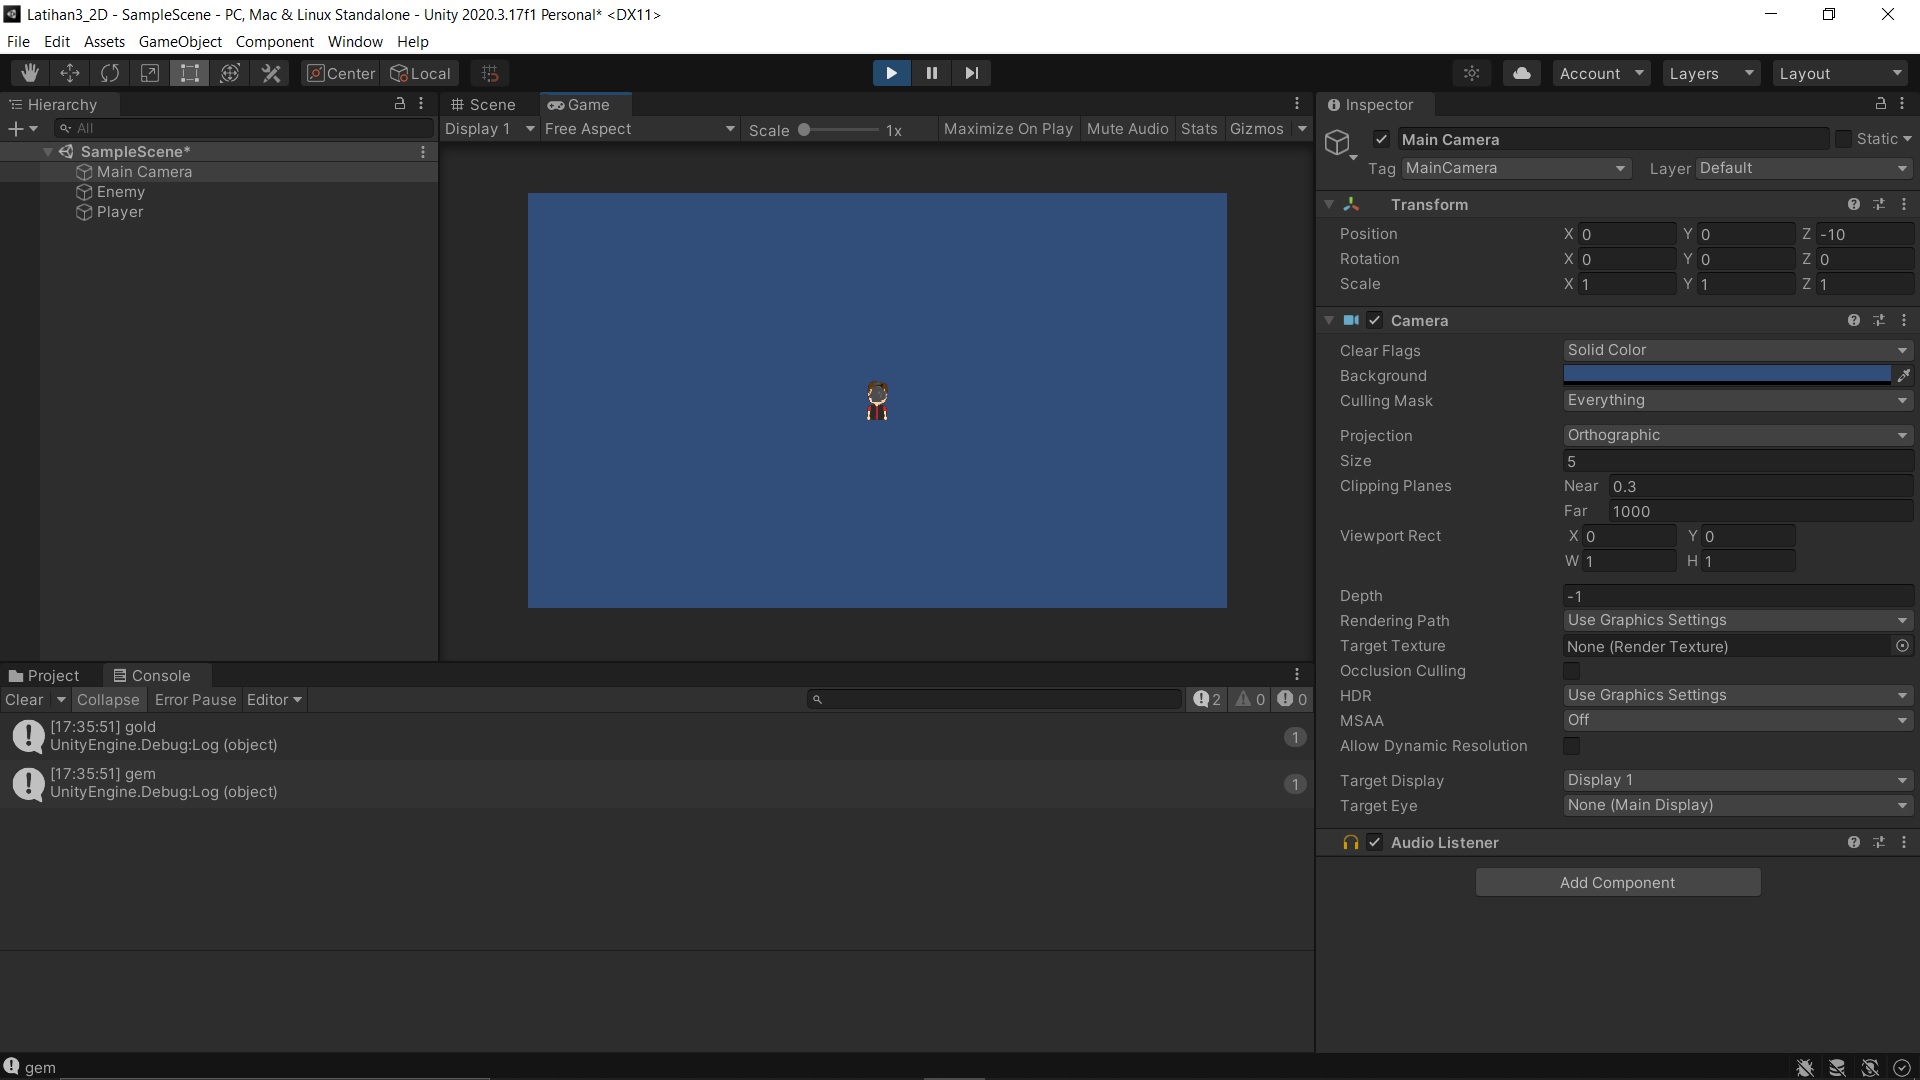 Latihan3_2D - SampleScene - PC, Mac & Linux Standalone - Unity 2020.3.17f1 Personal* <DX11>
File Edit Assets GameObject Component Window Help
Center Local Account Layers Layout
Hierarchy
All
SampleScene*
Main Camera
Enemy
Player
Scene Game
Display 1 Free Aspect Scale 1x Maximize On Play Mute Audio Stats Gizmos
Inspector
Main Camera Static
Tag MainCamera Layer Default
Transform
Position X 0 Y 0 Z -10
Rotation X 0 Y 0 Z 0
Scale X 1 Y 1 Z 1
Camera
Clear Flags Solid Color
Background
Culling Mask Everything
Projection Orthographic
Size 5
Clipping Planes Near 0.3
Far 1000
Viewport Rect X 0 Y 0
W 1 H 1
Depth -1
Rendering Path Use Graphics Settings
Target Texture None (Render Texture)
Occlusion Culling
HDR Use Graphics Settings
MSAA Off
Allow Dynamic Resolution
Target Display Display 1
Target Eye None (Main Display)
Audio Listener
Add Component
Project Console
Clear Collapse Error Pause Editor 2 0 0
[17:35:51] gold
UnityEngine.Debug:Log (object)
1
[17:35:51] gem
UnityEngine.Debug:Log (object)
1
gem